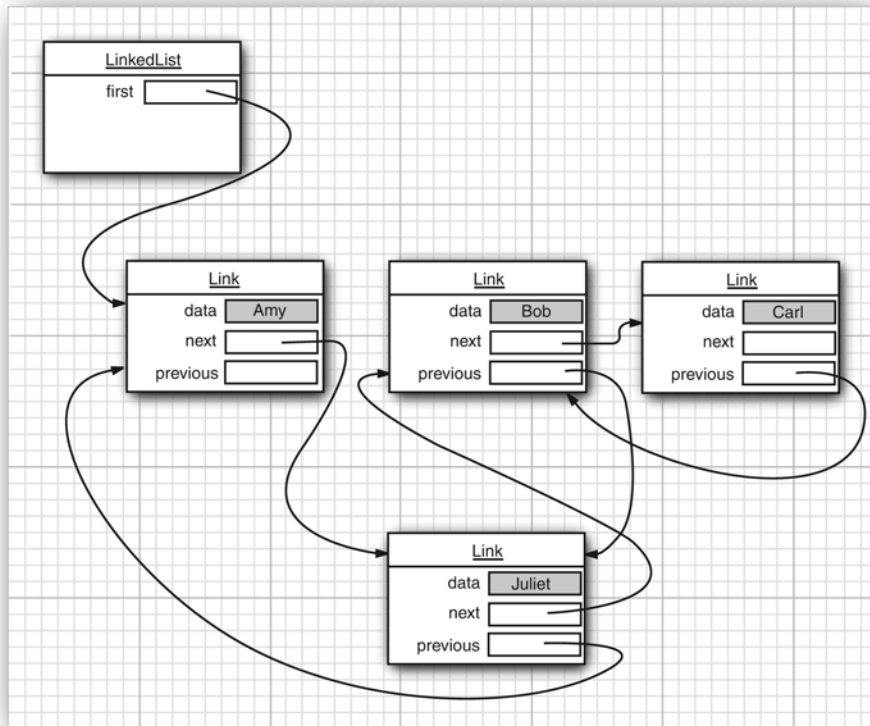 LinkedList
first
Link
data Amy
next
previous
Link
data Bob
next
previous
Link
data Carl
next
previous
Link
data Juliet
next
previous